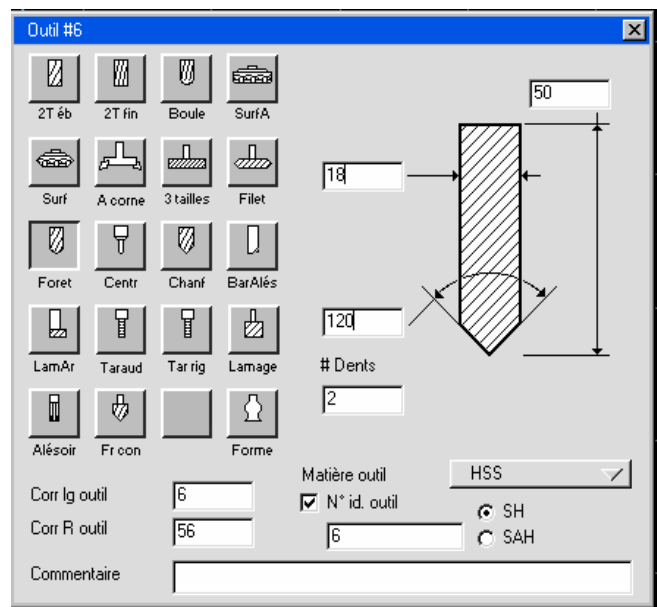 Outil #6
2T éb 2T fin Boule SurfA
50
Surf A corne 3 tailles Filet
18
Foret Centr Chanf BarAlés
120
LamAr Taraud Tar rig Lamage
# Dents
2
Alésoir Fr con Forme
Matière outil HSS
Corr lg outil 6
N° id. outil
SH
Corr R outil 56
6
SAH
Commentaire